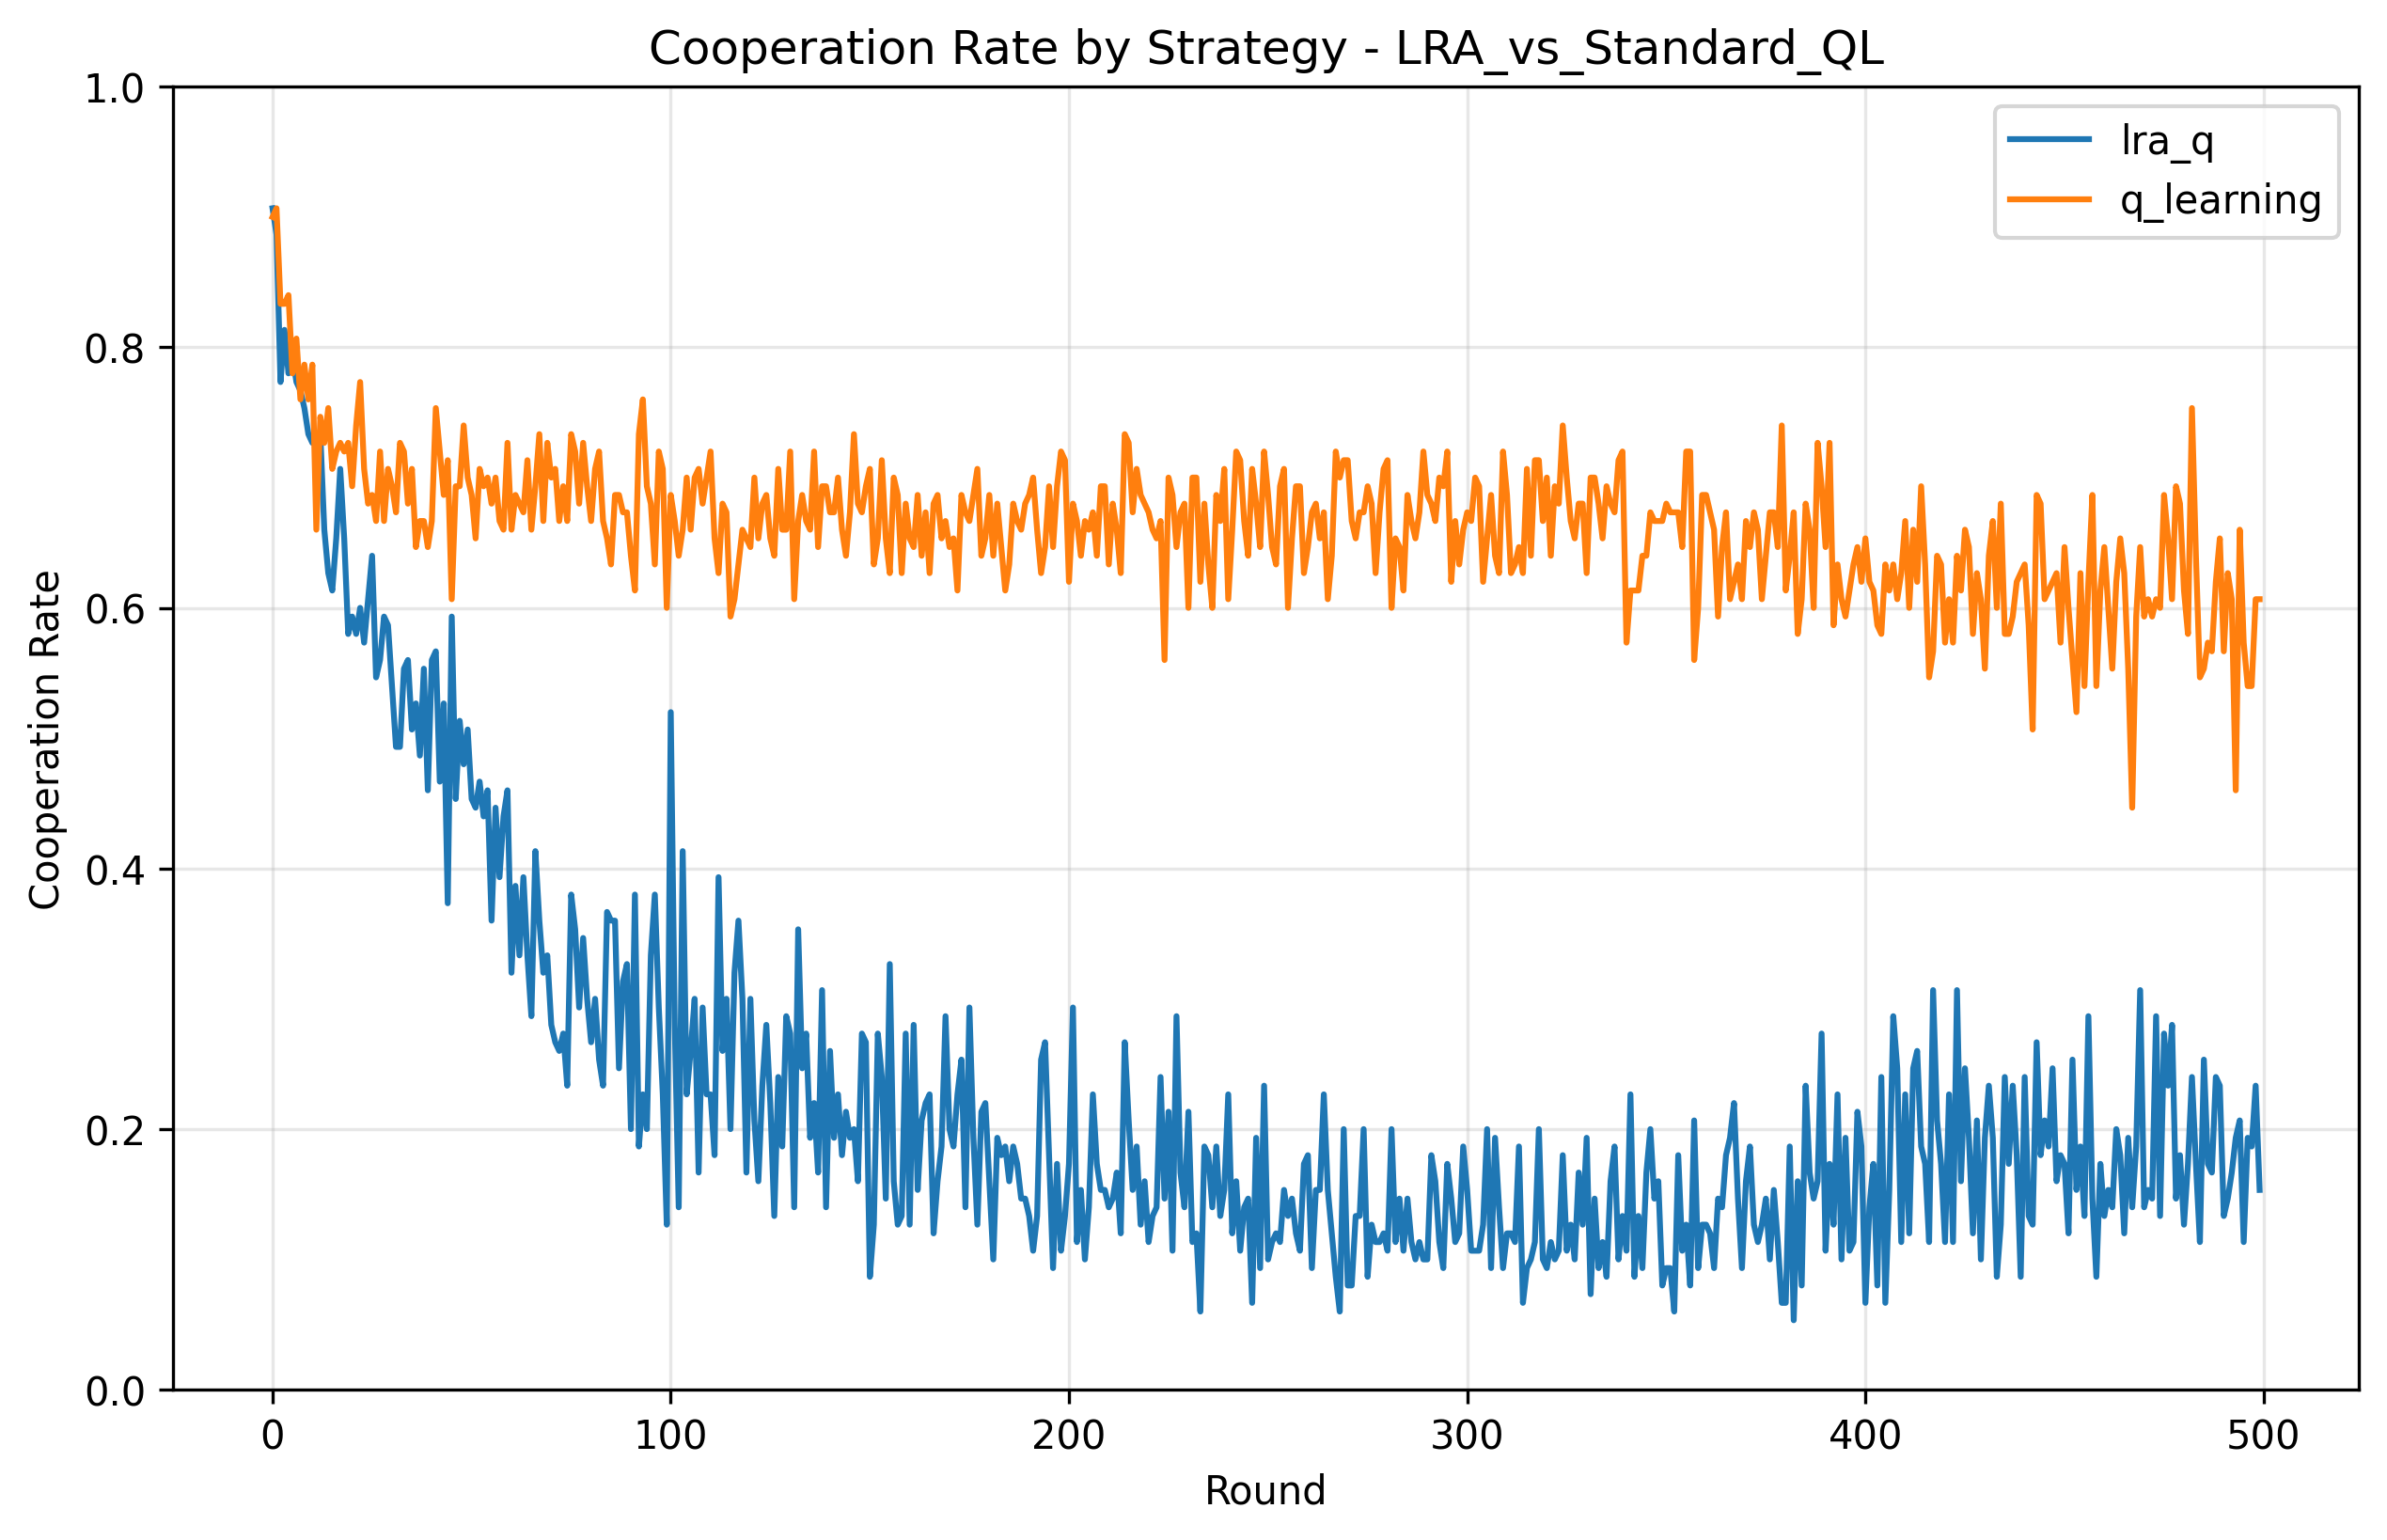 Cooperation Rate by Strategy - LRA_vs_Standard_QL
lra_q
q_learning
Cooperation Rate
1.0
0.8
0.6
0.4
0.2
0.0
0
100
200
300
400
500
Round